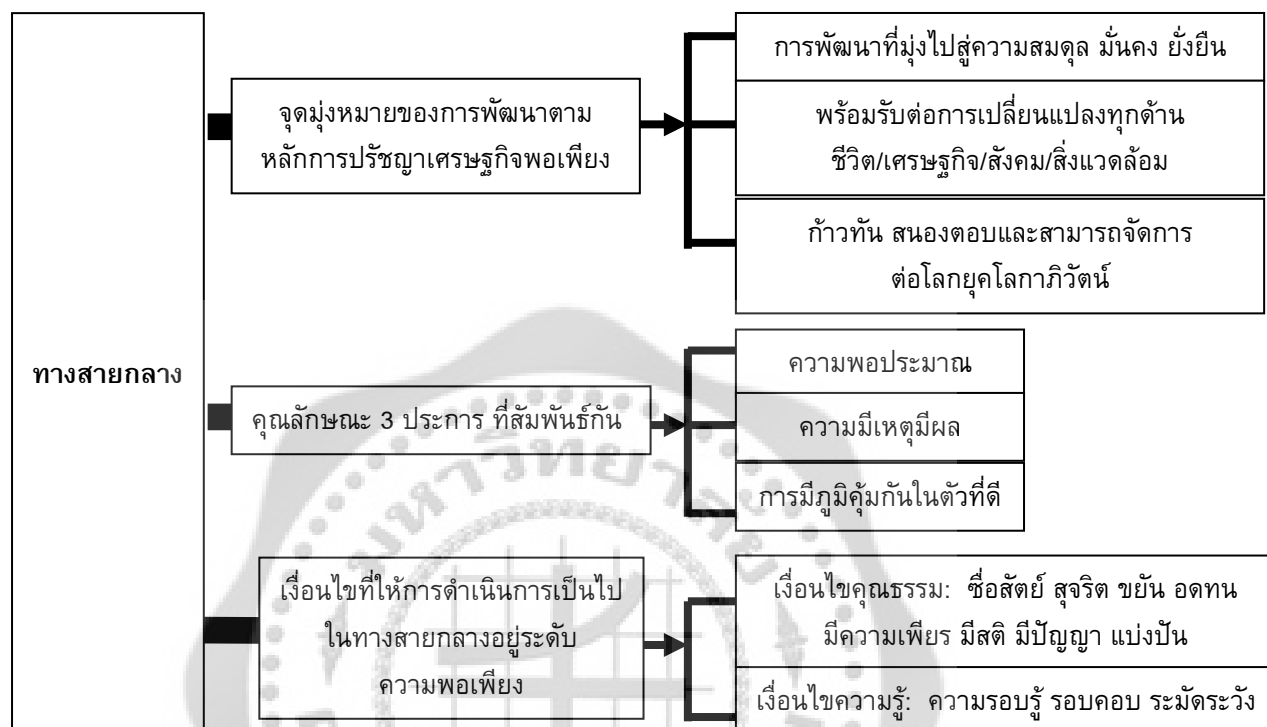 ทางสายกลาง
จุดมุ่งหมายของการพัฒนาตาม
หลักการปรัชญาเศรษฐกิจพอเพียง
การพัฒนาที่มุ่งไปสู่ความสมดุล มั่นคง ยั่งยืน
พร้อมรับต่อการเปลี่ยนแปลงทุกด้าน
ชีวิต/เศรษฐกิจ/สังคม/สิ่งแวดล้อม
ก้าวทัน สนองตอบและสามารถจัดการ
ต่อโลกยุคโลกาภิวัตน์
คุณลักษณะ 3 ประการ ที่สัมพันธ์กัน
ความพอประมาณ
ความมีเหตุมีผล
การมีภูมิคุ้มกันในตัวที่ดี
เงื่อนไขที่ให้การดำเนินการเป็นไป
ในทางสายกลางอยู่ระดับ
ความพอเพียง
เงื่อนไขคุณธรรม: ซื่อสัตย์ สุจริต ขยัน อดทน
มีความเพียร มีสติ มีปัญญา แบ่งปัน
เงื่อนไขความรู้: ความรอบรู้ รอบคอบ ระมัดระวัง
มหาวิทยาลัย